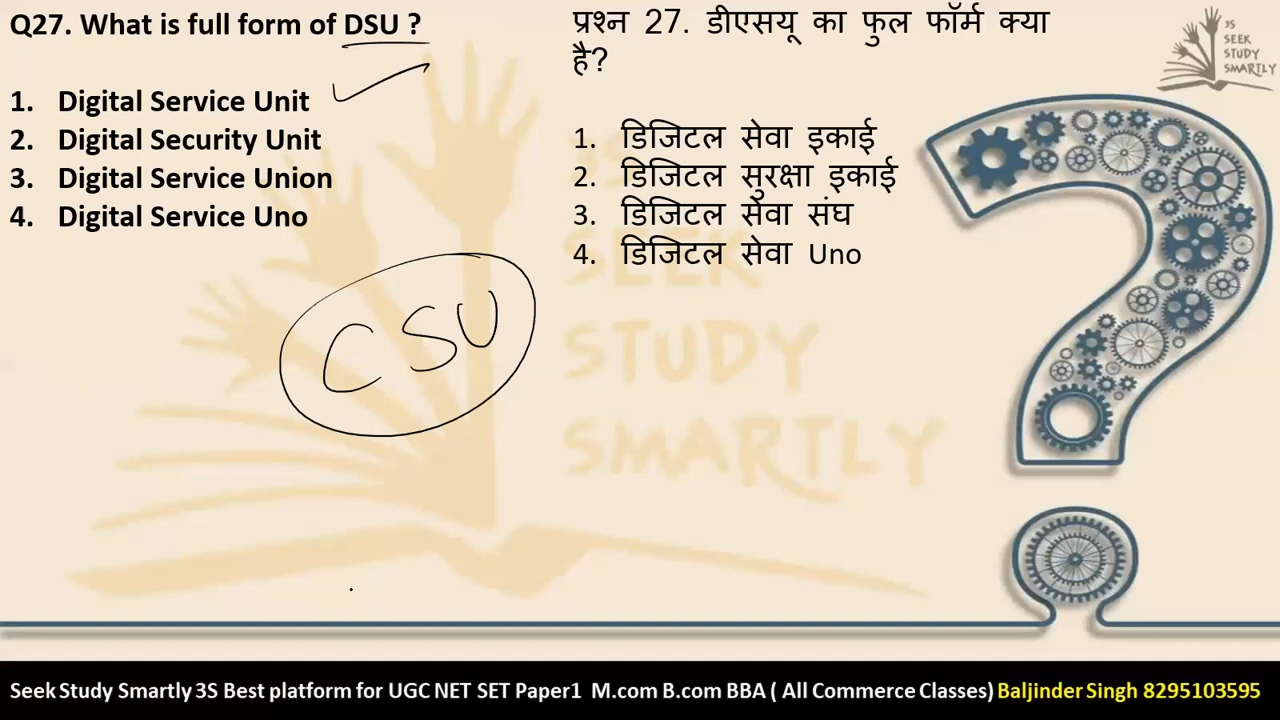 Q27. What is full form of DSU ?
1. Digital Service Unit
2. Digital Security Unit
3. Digital Service Union
4. Digital Service Uno
CSU
प्रश्न 27. डीएसयू का फुल फॉर्म क्या
है?
1. डिजिटल सेवा इकाई
2. डिजिटल सुरक्षा इकाई
3. डिजिटल सेवा संघ
4. डिजिटल सेवा Uno
3S
SEEK
STUDY
SMARTLY
3S
SEEK
STUDY
SMARTLY
Seek Study Smartly 3S Best platform for UGC NET SET Paper1 M.com B.com BBA ( All Commerce Classes) Baljinder Singh 8295103595